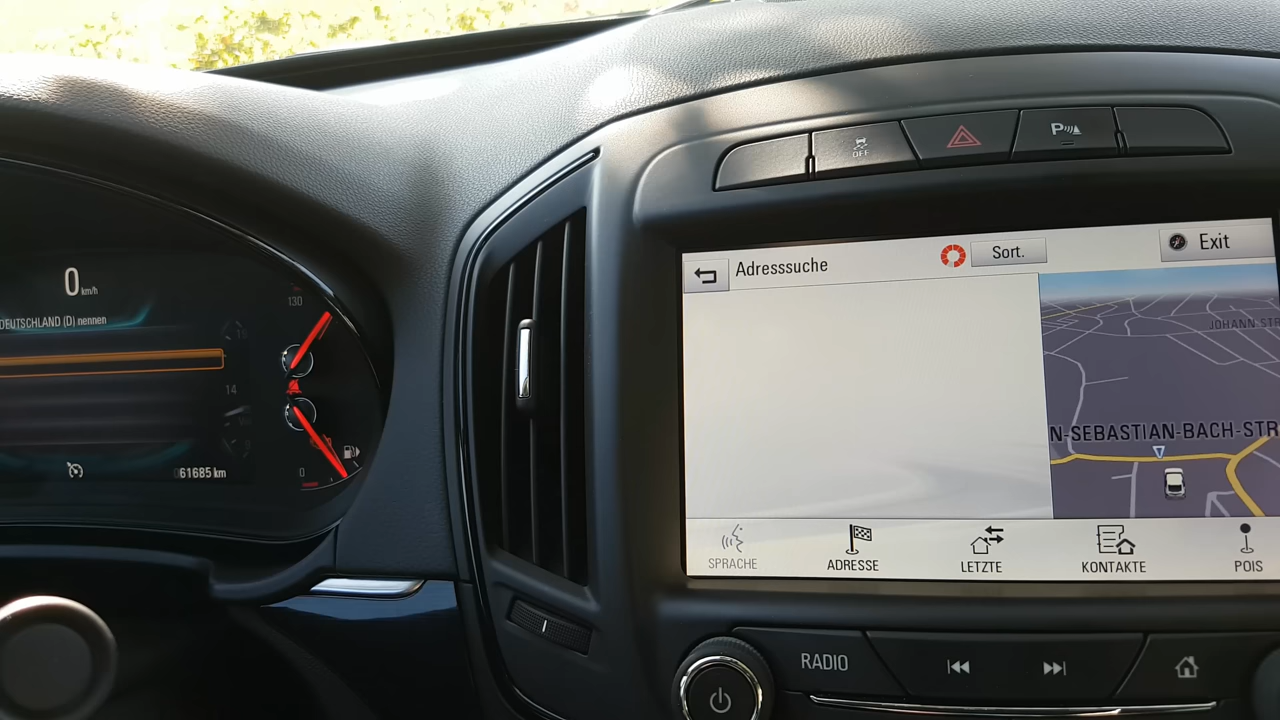 OFF
P
Adresssuche
Sort.
Exit
0 km/h
130
DEUTSCHLAND (D) nennen
JOHANN-STR
14
N-SEBASTIAN-BACH-STR
0
61685 km
SPRACHE
ADRESSE
LETZTE
KONTAKTE
POIS
RADIO